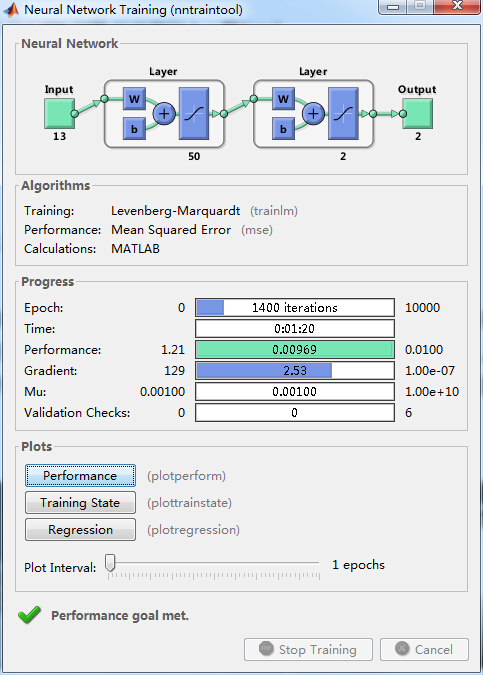 Neural Network Training (nntraintool)
Neural Network
Layer Layer
Input Output
W W
b b
13 50 2 2
Algorithms
Training: Levenberg-Marquardt (trainlm)
Performance: Mean Squared Error (mse)
Calculations: MATLAB
Progress
Epoch: 0 1400 iterations 10000
Time: 0:01:20
Performance: 1.21 0.00969 0.0100
Gradient: 129 2.53 1.00e-07
Mu: 0.00100 0.00100 1.00e+10
Validation Checks: 0 0 6
Plots
Performance (plotperform)
Training State (plottrainstate)
Regression (plotregression)
Plot Interval: 1 epochs
Performance goal met.
Stop Training Cancel